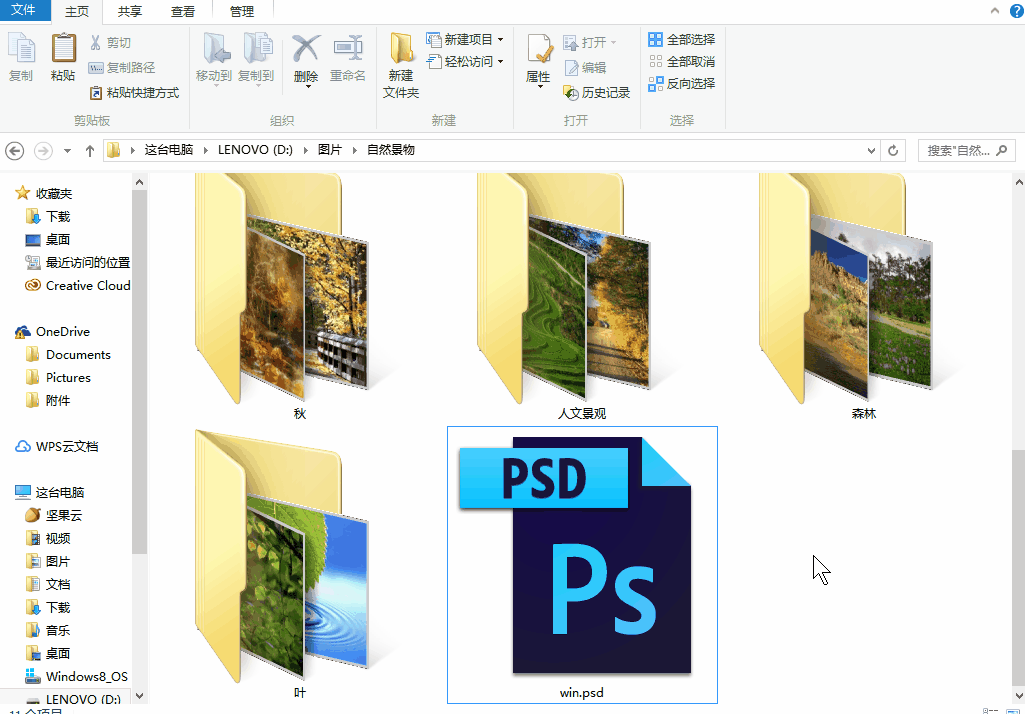 文件 主页 共享 查看 管理
复制
粘贴
剪切
复制路径
粘贴快捷方式
剪贴板
移动到 复制到 删除 重命名
组织
新建
文件夹
新建项目
轻松访问
新建
属性
打开
编辑
历史记录
打开
全部选择
全部取消
反向选择
选择
这台电脑 LENOVO (D:) 图片 自然景物
搜索"自然...
收藏夹
下载
桌面
最近访问的位置
Creative Cloud
OneDrive
Documents
Pictures
附件
WPS云文档
这台电脑
坚果云
视频
图片
文档
下载
音乐
桌面
Windows8_OS
LENOVO (D:)
秋
人文景观
森林
叶
PSD
Ps
win.psd
11 个项目